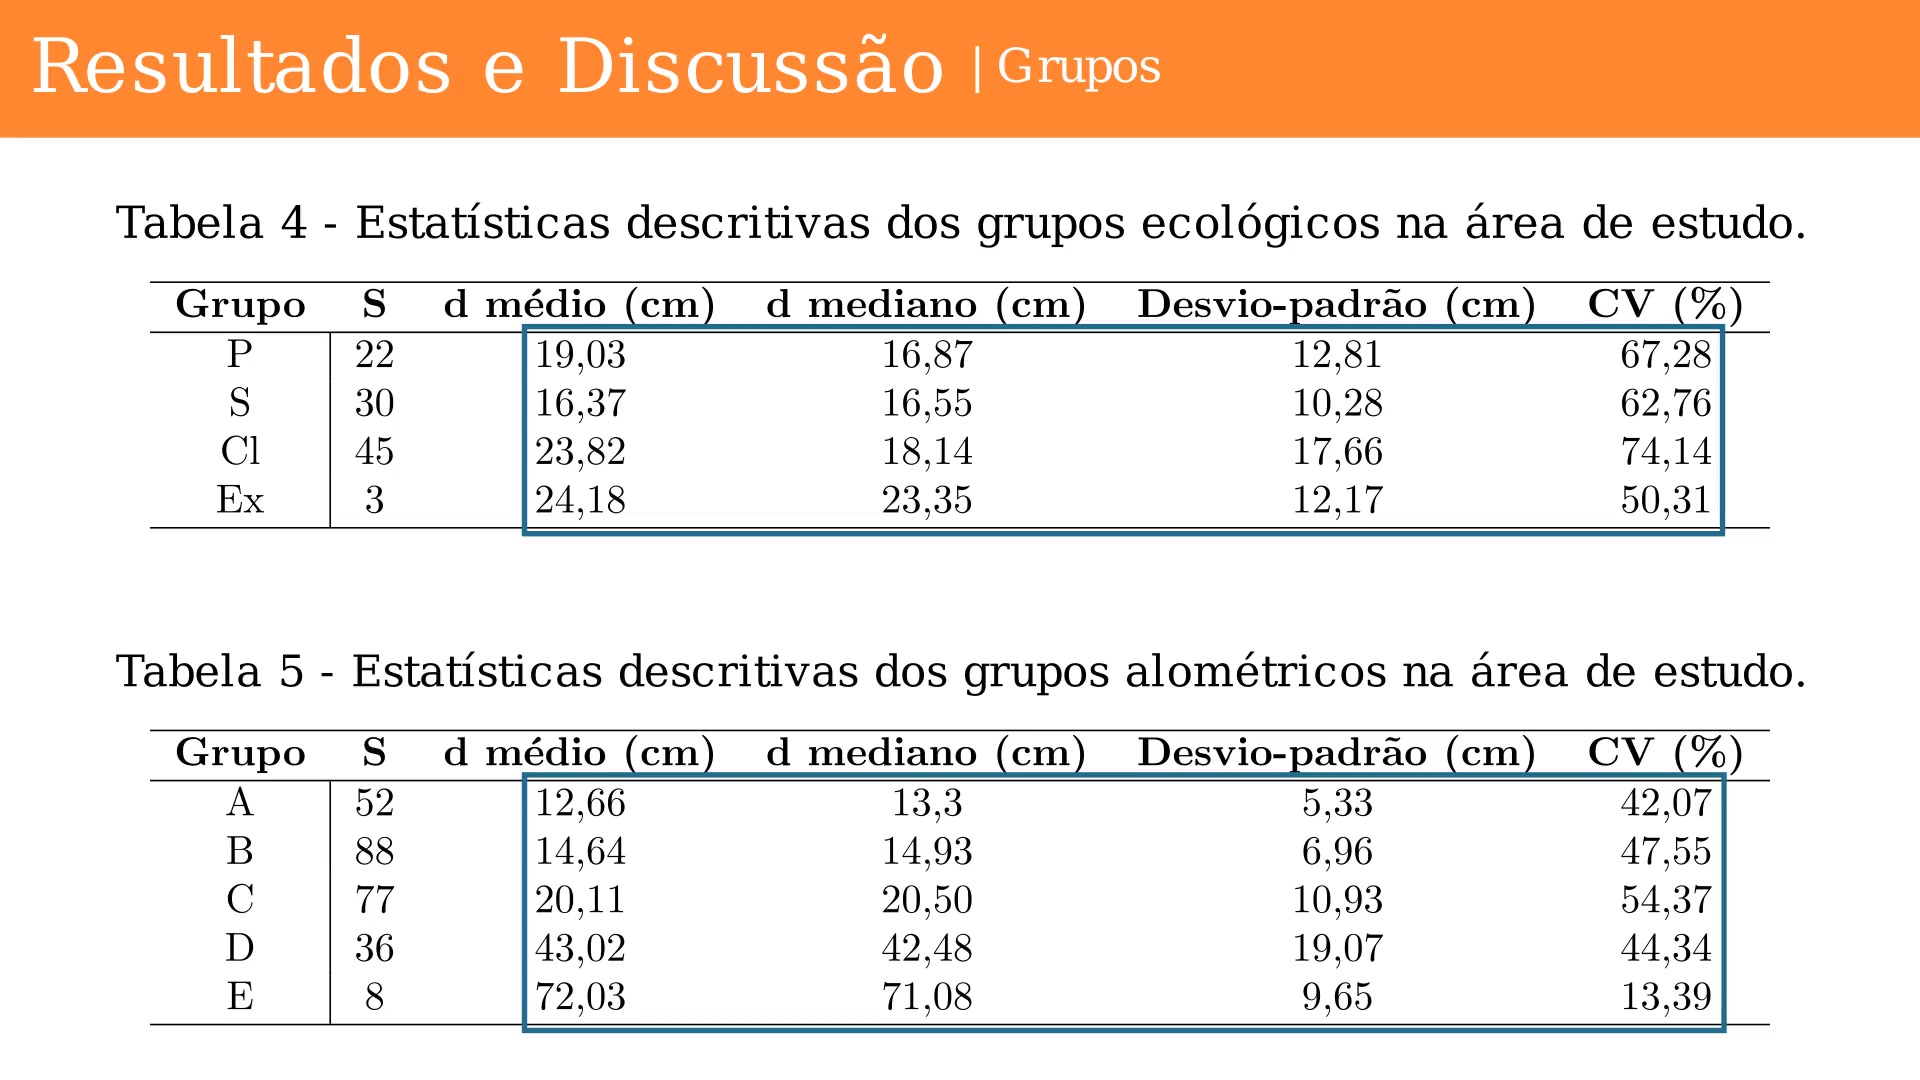 Resultados e Discussão | Grupos
Tabela 4 - Estatísticas descritivas dos grupos ecológicos na área de estudo.
Grupo S d médio (cm) d mediano (cm) Desvio-padrão (cm) CV (%)
P 22 19,03 16,87 12,81 67,28
S 30 16,37 16,55 10,28 62,76
Cl 45 23,82 18,14 17,66 74,14
Ex 3 24,18 23,35 12,17 50,31
Tabela 5 - Estatísticas descritivas dos grupos alométricos na área de estudo.
Grupo S d médio (cm) d mediano (cm) Desvio-padrão (cm) CV (%)
A 52 12,66 13,3 5,33 42,07
B 88 14,64 14,93 6,96 47,55
C 77 20,11 20,50 10,93 54,37
D 36 43,02 42,48 19,07 44,34
E 8 72,03 71,08 9,65 13,39